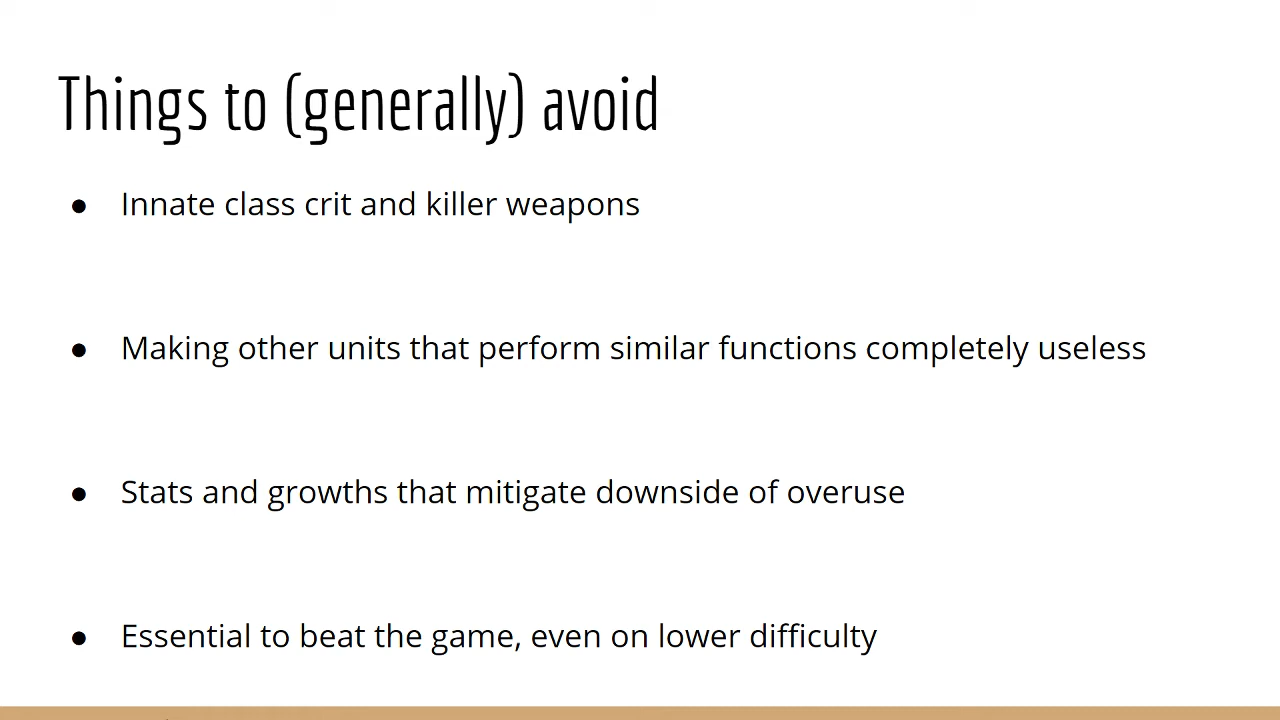 Things to (generally) avoid
● Innate class crit and killer weapons
● Making other units that perform similar functions completely useless
● Stats and growths that mitigate downside of overuse
● Essential to beat the game, even on lower difficulty